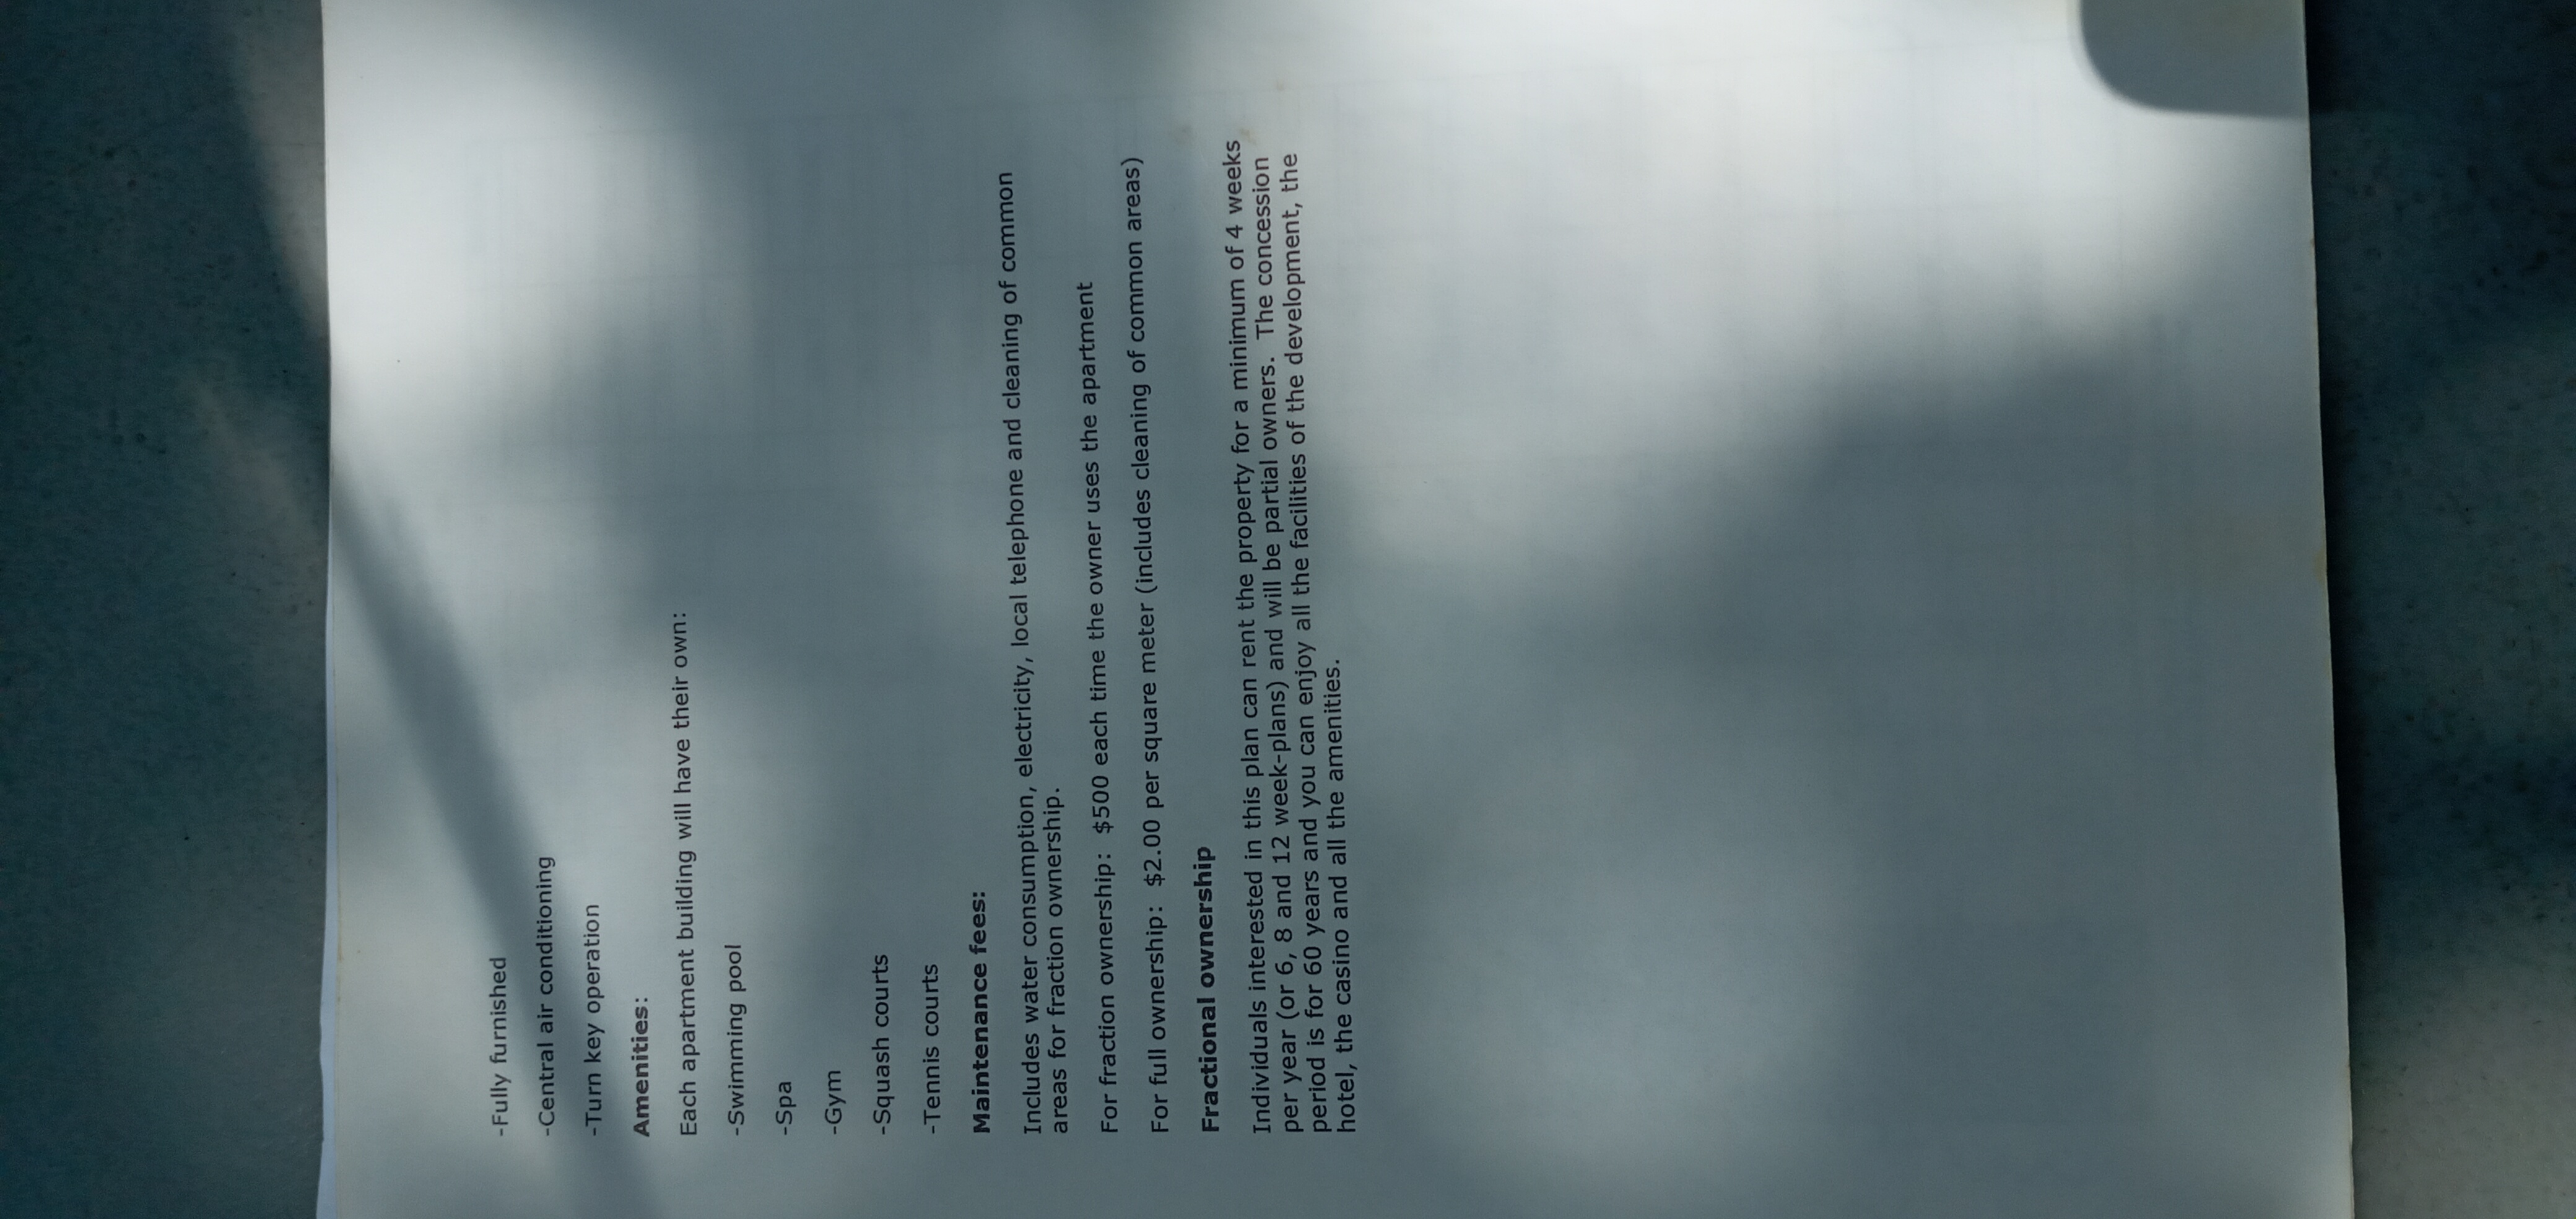 -Fully furnished
-Central air conditioning
-Turn key operation
Amenities:
Each apartment building will have their own:
-Swimming pool
-Spa
-Gym
-Squash courts
-Tennis courts
Maintenance fees:
Includes water consumption, electricity, local telephone and cleaning of common
areas for fraction ownership.
For fraction ownership:  $500 each time the owner uses the apartment
For full ownership:  $2.00 per square meter (includes cleaning of common areas)
Fractional ownership
Individuals interested in this plan can rent the property for a minimum of 4 weeks
per year (or 6, 8 and 12 week-plans) and will be partial owners.  The concession
period is for 60 years and you can enjoy all the facilities of the development, the
hotel, the casino and all the amenities.